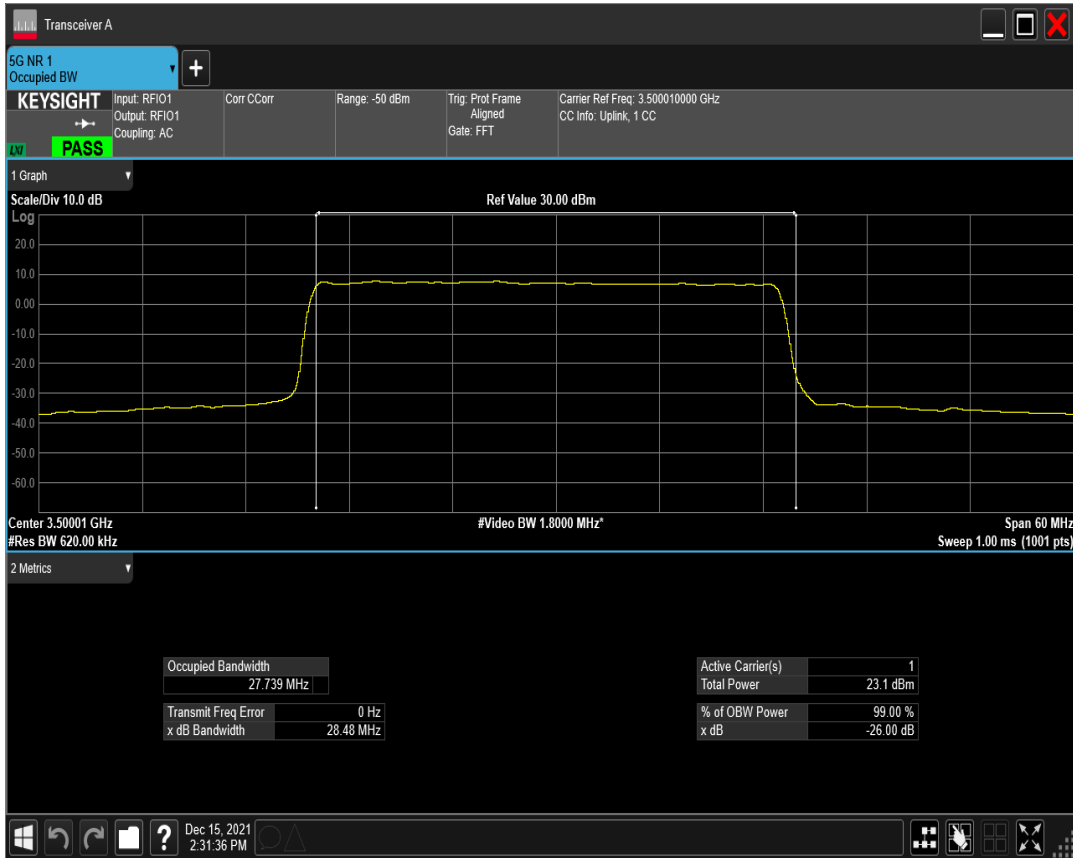 Transceiver A
5G NR 1
Occupied BW
KEYSIGHT
LXI
PASS
Input: RFIO1
Output: RFIO1
Coupling: AC
Corr CCorr
Range: -50 dBm
Trig: Prot Frame
Aligned
Gate: FFT
Carrier Ref Freq: 3.500010000 GHz
CC Info: Uplink, 1 CC
1 Graph
Scale/Div 10.0 dB
Ref Value 30.00 dBm
Log
20.0
10.0
0.00
-10.0
-20.0
-30.0
-40.0
-50.0
-60.0
Center 3.50001 GHz
#Video BW 1.8000 MHz*
Span 60 MHz
#Res BW 620.00 kHz
Sweep 1.00 ms (1001 pts)
2 Metrics
Occupied Bandwidth
27.739 MHz
Transmit Freq Error 0 Hz
x dB Bandwidth 28.48 MHz
Active Carrier(s) 1
Total Power 23.1 dBm
% of OBW Power 99.00 %
x dB -26.00 dB
?
Dec 15, 2021
2:31:36 PM